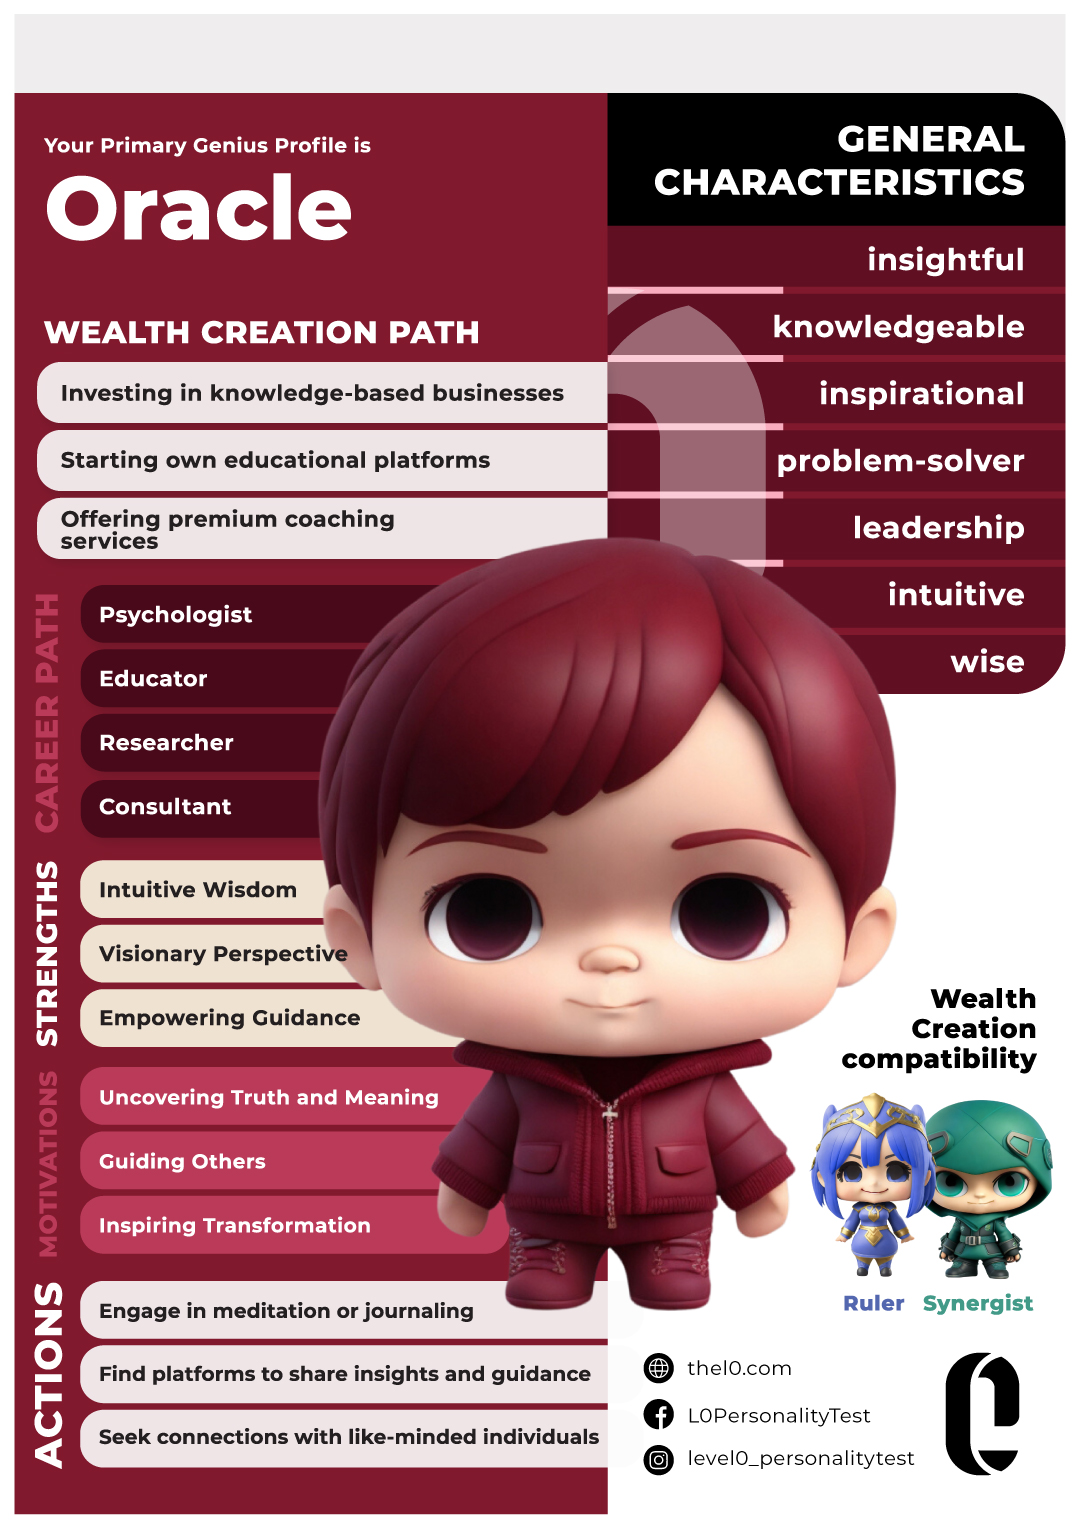 Your Primary Genius Profile is
Oracle
WEALTH CREATION PATH
Investing in knowledge-based businesses
Starting own educational platforms
Offering premium coaching
services
CAREER PATH
Psychologist
Educator
Researcher
Consultant
STRENGTHS
Intuitive Wisdom
Visionary Perspective
Empowering Guidance
MOTIVATIONS
Uncovering Truth and Meaning
Guiding Others
Inspiring Transformation
ACTIONS
Engage in meditation or journaling
Find platforms to share insights and guidance
Seek connections with like-minded individuals
GENERAL
CHARACTERISTICS
insightful
knowledgeable
inspirational
problem-solver
leadership
intuitive
wise
Wealth
Creation
compatibility
Ruler
Synergist
thel0.com
L0PersonalityTest
level0_personalitytest